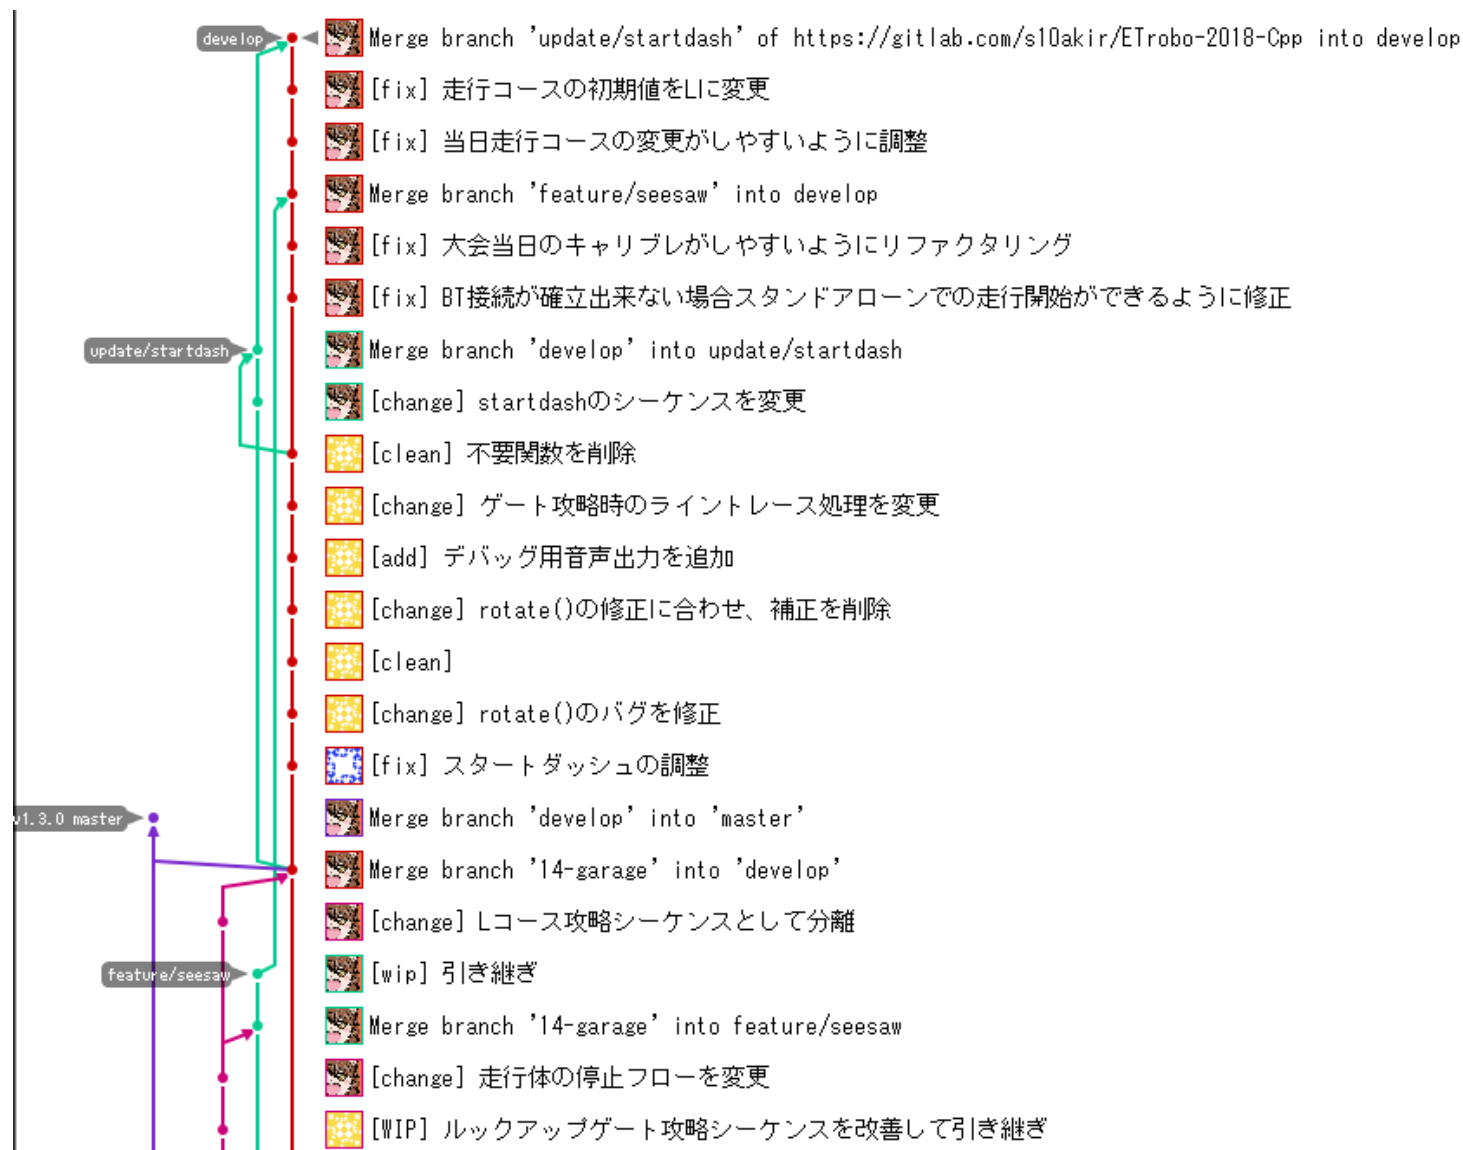 develop Merge branch 'update/startdash' of https://gitlab.com/s10akir/ETrobo-2018-Cpp into develop
[fix] 走行コースの初期値をLに変更
[fix] 当日走行コースの変更がしやすいように調整
Merge branch 'feature/seesaw' into develop
[fix] 大会当日のキャリブレがしやすいようにリファクタリング
[fix] BT接続が確立出来ない場合スタンドアローンでの走行開始ができるように修正
update/startdash Merge branch 'develop' into update/startdash
[change] startdashのシーケンスを変更
[clean] 不要関数を削除
[change] ゲート攻略時のライントレース処理を変更
[add] デバッグ用音声出力を追加
[change] rotate()の修正に合わせ、補正を削除
[clean]
[change] rotate()のバグを修正
[fix] スタートダッシュの調整
v1.3.0 master Merge branch 'develop' into 'master'
Merge branch '14-garage' into 'develop'
[change] Lコース攻略シーケンスとして分離
feature/seesaw [wip] 引き継ぎ
Merge branch '14-garage' into feature/seesaw
[change] 走行体の停止フローを変更
[WIP] ルックアップゲート攻略シーケンスを改善して引き継ぎ